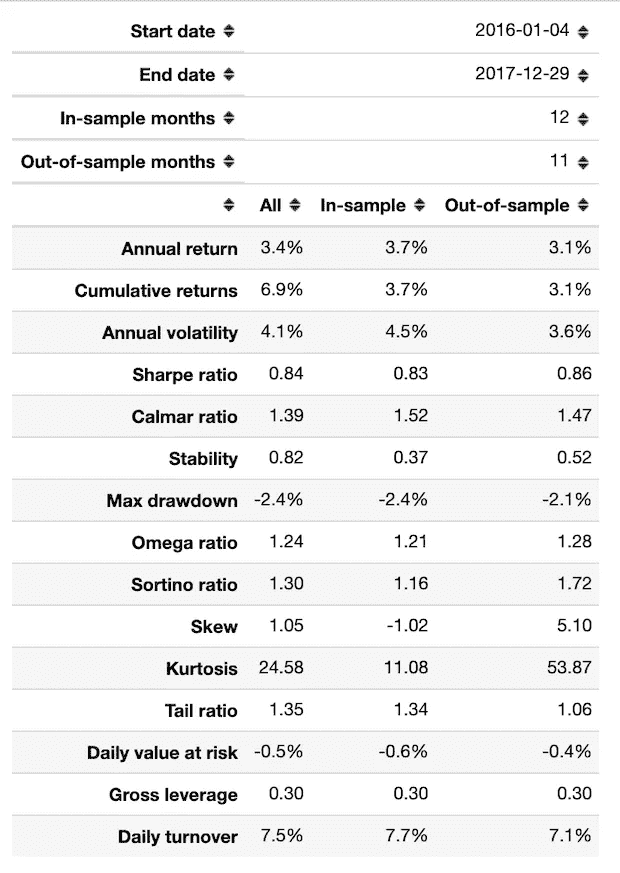 Start date 2016-01-04
End date 2017-12-29
In-sample months 12
Out-of-sample months 11
All In-sample Out-of-sample
Annual return 3.4% 3.7% 3.1%
Cumulative returns 6.9% 3.7% 3.1%
Annual volatility 4.1% 4.5% 3.6%
Sharpe ratio 0.84 0.83 0.86
Calmar ratio 1.39 1.52 1.47
Stability 0.82 0.37 0.52
Max drawdown -2.4% -2.4% -2.1%
Omega ratio 1.24 1.21 1.28
Sortino ratio 1.30 1.16 1.72
Skew 1.05 -1.02 5.10
Kurtosis 24.58 11.08 53.87
Tail ratio 1.35 1.34 1.06
Daily value at risk -0.5% -0.6% -0.4%
Gross leverage 0.30 0.30 0.30
Daily turnover 7.5% 7.7% 7.1%